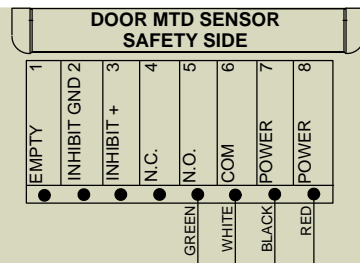 DOOR MTD SENSOR
SAFETY SIDE
EMPTY 1
INHIBIT GND 2
INHIBIT + 3
N.C. 4
N.O. 5
COM 6
POWER 7
POWER 8
GREEN
WHITE
BLACK
RED